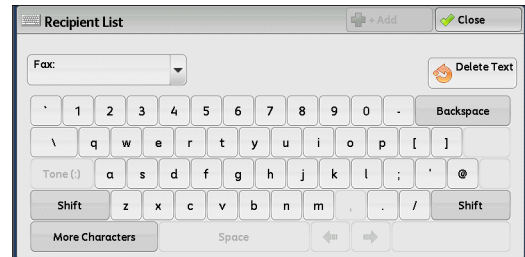 Recipient List + Add Close
Fax:
Delete Text
` 1 2 3 4 5 6 7 8 9 0 - Backspace
\ q w e r t y u i o p [ ]
Tone (:) a s d f g h j k l ; ' @
Shift z x c v b n m , . / Shift
More Characters Space